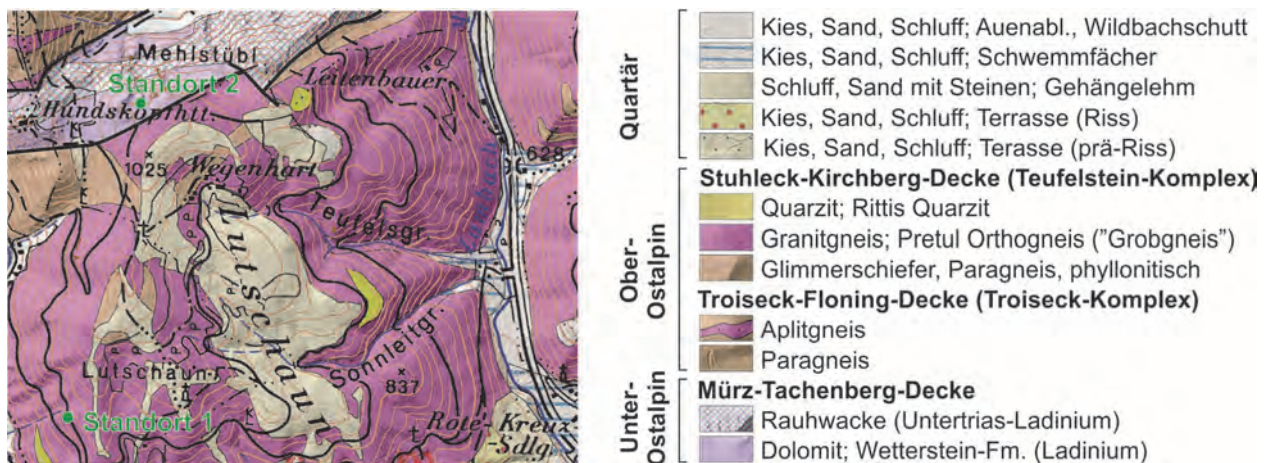 Mehlstübl
Standort 2
Hundskopfhtt.
Leitenbauer
1025
Wegenhart
628
Teufelsgr.
Lutschaun
Sonnleitgr.
837
Lutschaun
Standort 1
Rote-Kreuz
-Sdlg.
Quartär
Kies, Sand, Schluff; Auenabl., Wildbachschutt
Kies, Sand, Schluff; Schwemmfächer
Schluff, Sand mit Steinen; Gehängelehm
Kies, Sand, Schluff; Terrasse (Riss)
Kies, Sand, Schluff; Terasse (prä-Riss)
Ober-
Ostalpin
Stuhleck-Kirchberg-Decke (Teufelstein-Komplex)
Quarzit; Rittis Quarzit
Granitgneis; Pretul Orthogneis ("Grobgneis")
Glimmerschiefer, Paragneis, phyllonitisch
Troiseck-Floning-Decke (Troiseck-Komplex)
Aplitgneis
Paragneis
Unter-
Ostalpin
Mürz-Tachenberg-Decke
Rauhwacke (Untertrias-Ladinium)
Dolomit; Wetterstein-Fm. (Ladinium)